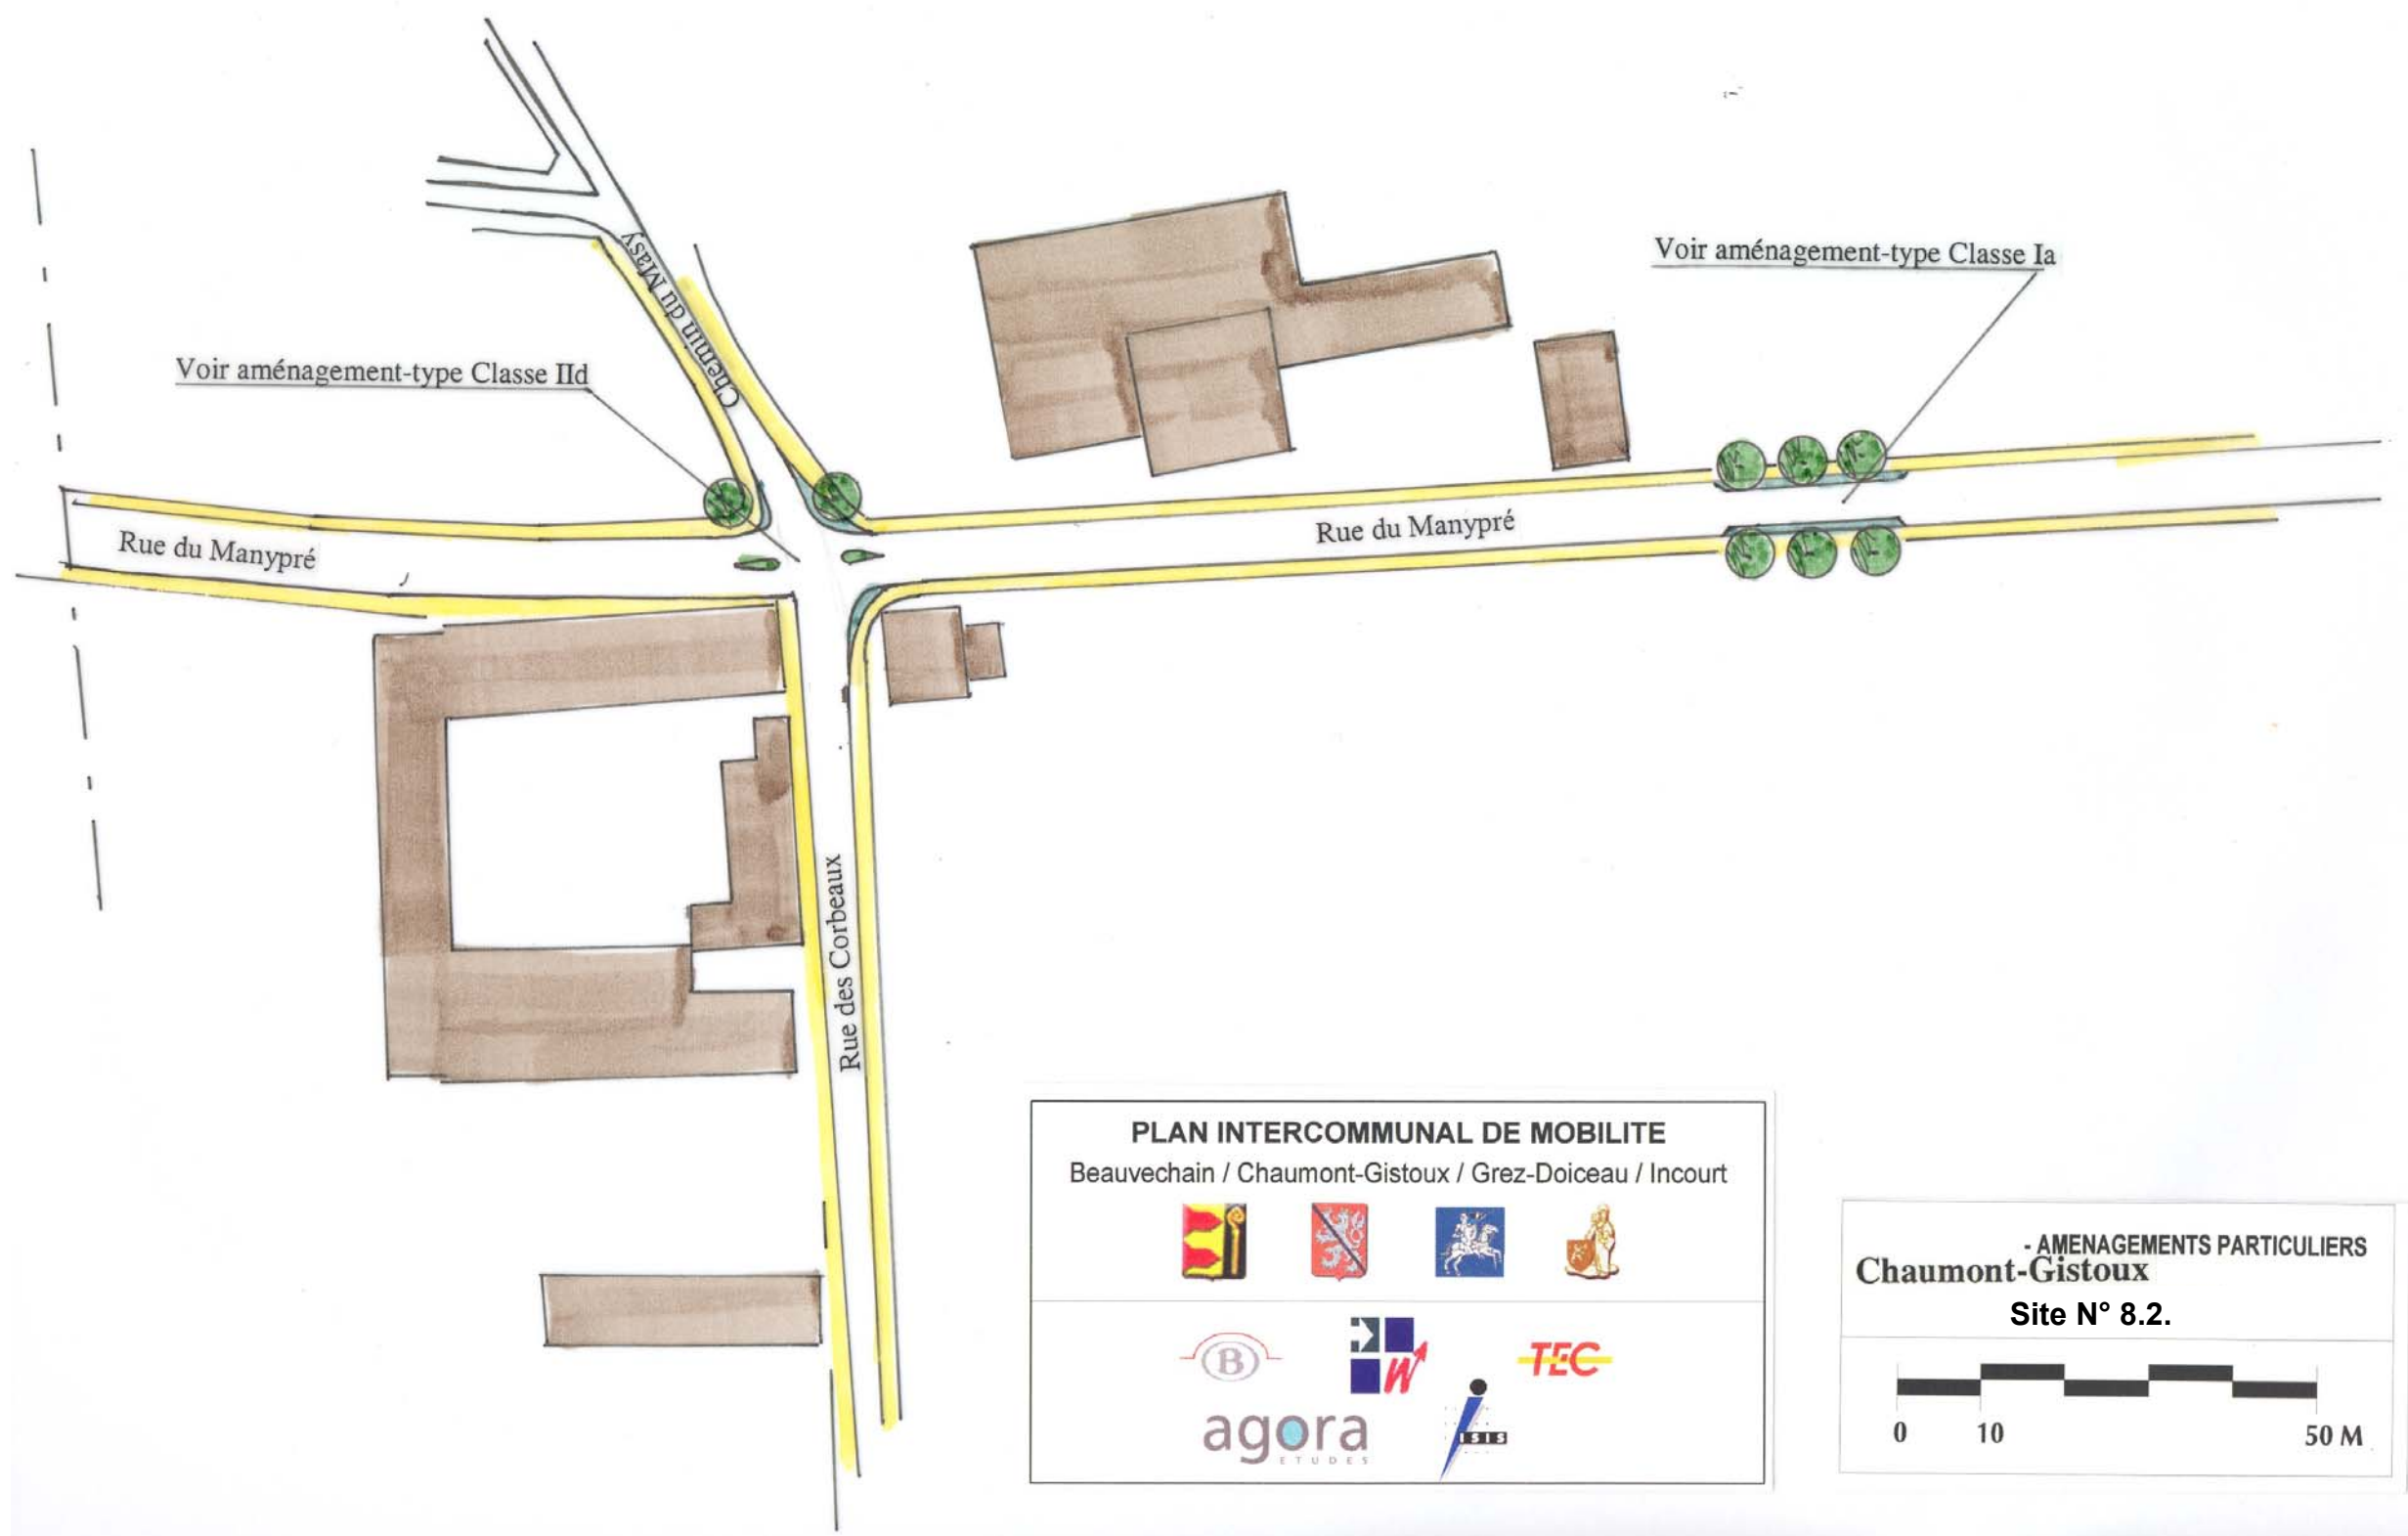 Chemin du Masy
Voir aménagement-type Classe Ia
Voir aménagement-type Classe IId
Rue du Manypré
Rue du Manypré
Rue des Corbeaux
PLAN INTERCOMMUNAL DE MOBILITE
Beauvechain / Chaumont-Gistoux / Grez-Doiceau / Incourt
B
W
TEC
agora
ETUDES
ISIS
- AMENAGEMENTS PARTICULIERS
Chaumont-Gistoux
Site N° 8.2.
0 10 50 M